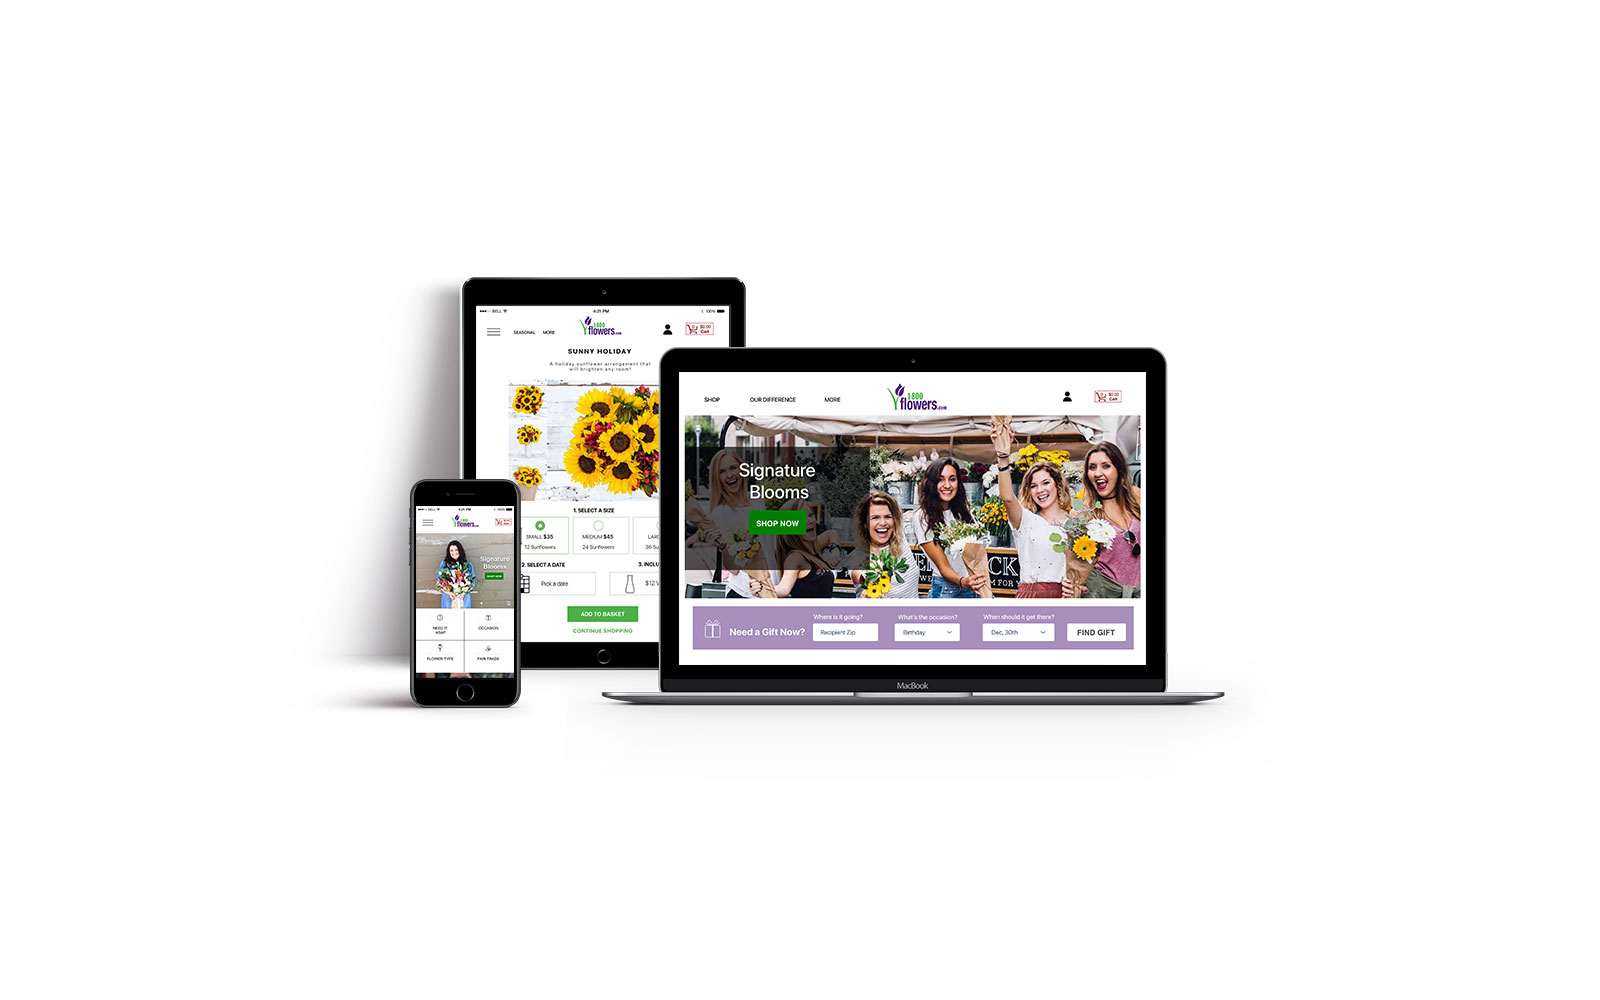 BELL
4:21 PM
100%
SEASONAL
MORE
1-800
flowers.com
$0.00
Cart
SUNNY HOLIDAY
A holiday sunflower arrangement that
will brighten any room!
1. SELECT A SIZE
SMALL $35
12 Sunflowers
MEDIUM $45
24 Sunflowers
LAR
36 Su
2. SELECT A DATE
Pick a date
3. INCLU
$12 V
ADD TO BASKET
CONTINUE SHOPPING
BELL
4:21 PM
100%
1-800
flowers.com
Cart
Signature
Blooms
SHOP NOW
NEED IT
ASAP
OCCASION
FLOWER TYPE
FAIR TRADE
SHOP
OUR DIFFERENCE
MORE
1-800
flowers.com
$0.00
Cart
Signature
Blooms
SHOP NOW
CK
M FOR Y
Need a Gift Now?
Where is it going?
Recipient Zip
What's the occasion?
Birthday
When should it get there?
Dec, 30th
FIND GIFT
MacBook